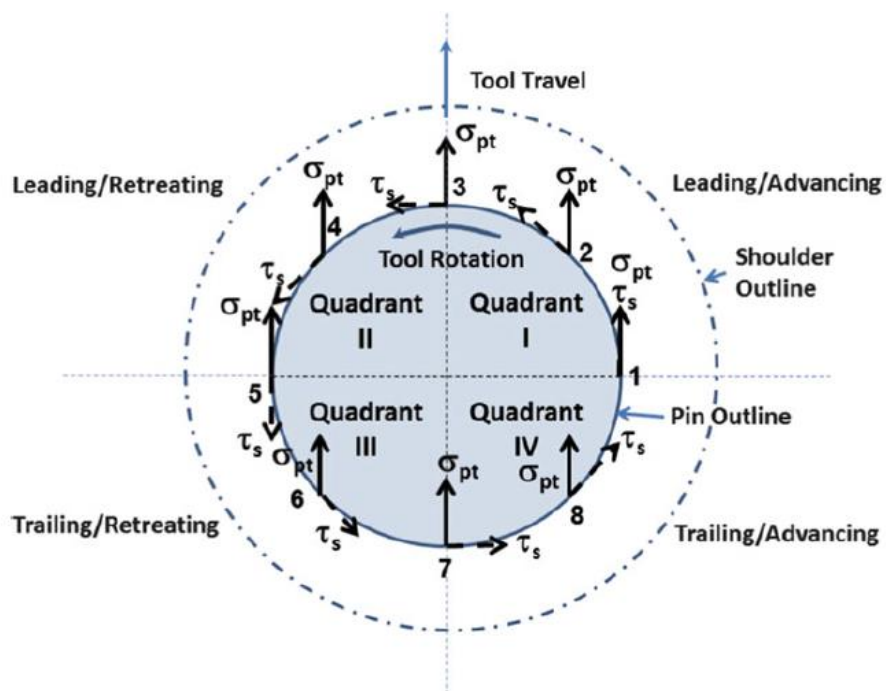 Tool Travel
σpt
Leading/Retreating
σpt
τs
3
τs
σpt
Leading/Advancing
4
2
Tool Rotation
Shoulder
Outline
τs
σpt
τs
σpt
Quadrant
II
Quadrant
I
5
1
Quadrant
III
Quadrant
IV
Pin Outline
τs
σpt
σpt
σpt
τs
6
8
Trailing/Retreating
τs
τs
Trailing/Advancing
7